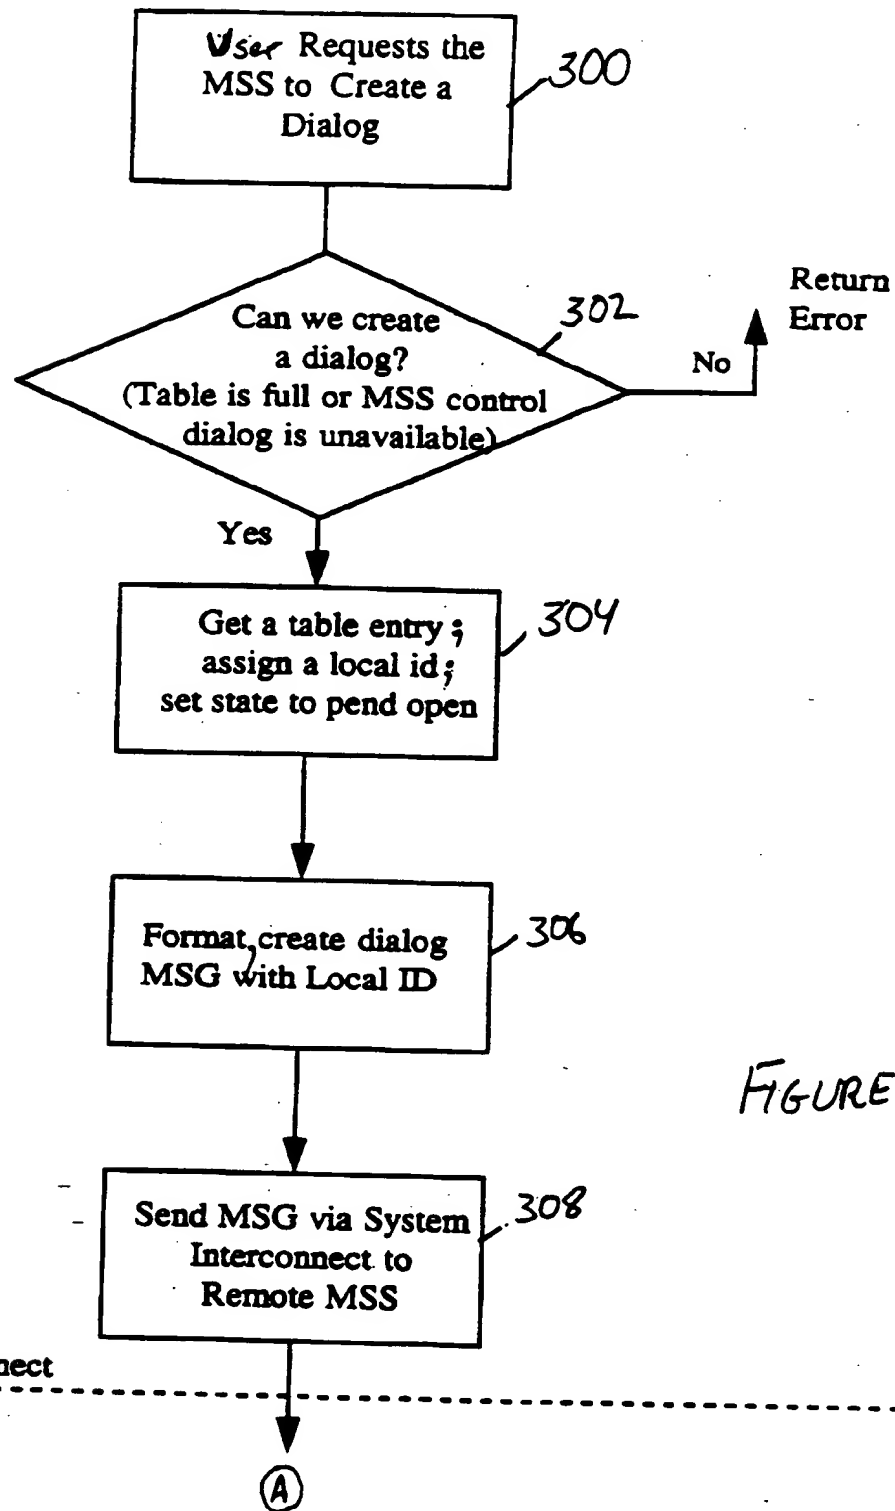 User Requests the
MSS to Create a
Dialog
300
Can we create
a dialog?
(Table is full or MSS control
dialog is unavailable)
302
No
Return
Error
Yes
Get a table entry;
assign a local id;
set state to pend open
304
Format, create dialog
MSG with Local ID
306
FIGURE
Send MSG via System
Interconnect to
Remote MSS
308
nect
A